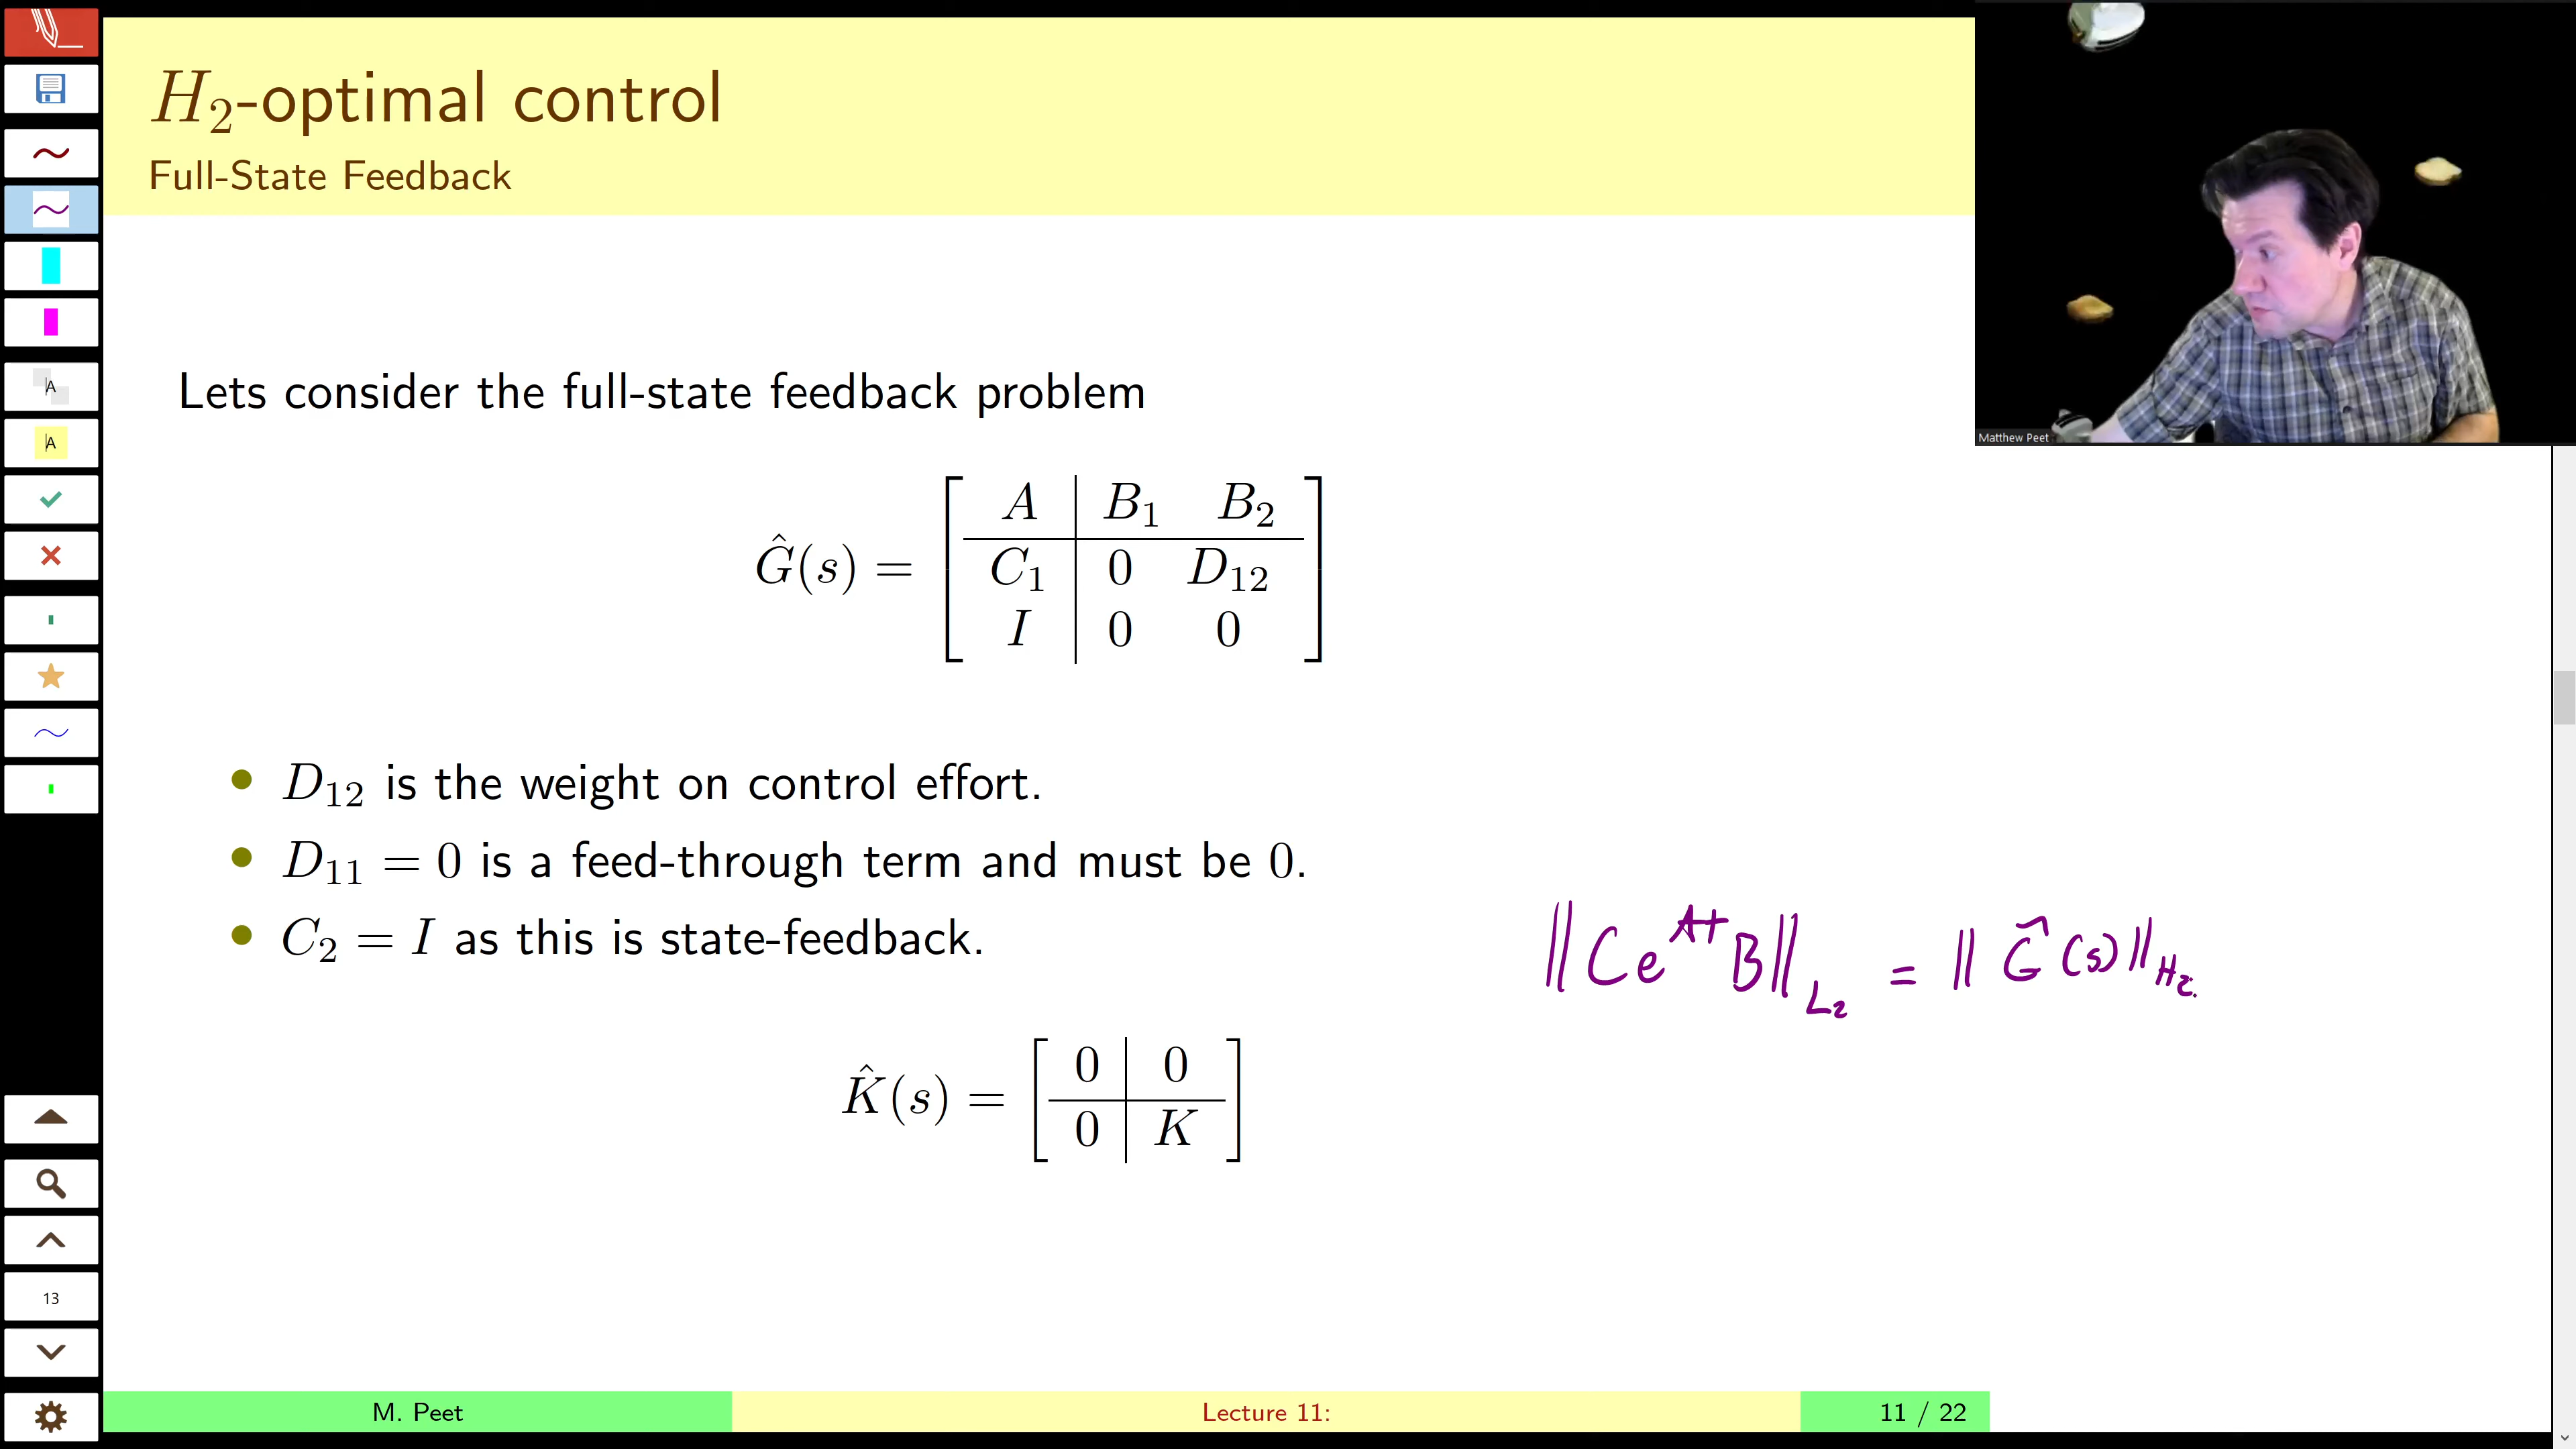 H₂-optimal control
Full-State Feedback
Matthew Peet
Lets consider the full-state feedback problem
Ĝ(s) = [ A | B₁ B₂
C₁ | 0 D₁₂
I | 0 0 ]
• D₁₂ is the weight on control effort.
• D₁₁ = 0 is a feed-through term and must be 0.
• C₂ = I as this is state-feedback.
‖Ce^{At}B‖_{L₂} = ‖Ĝ(s)‖_{H₂}.
K̂(s) = [ 0 | 0
0 | K ]
A
A
13
M. Peet
Lecture 11:
11 / 22